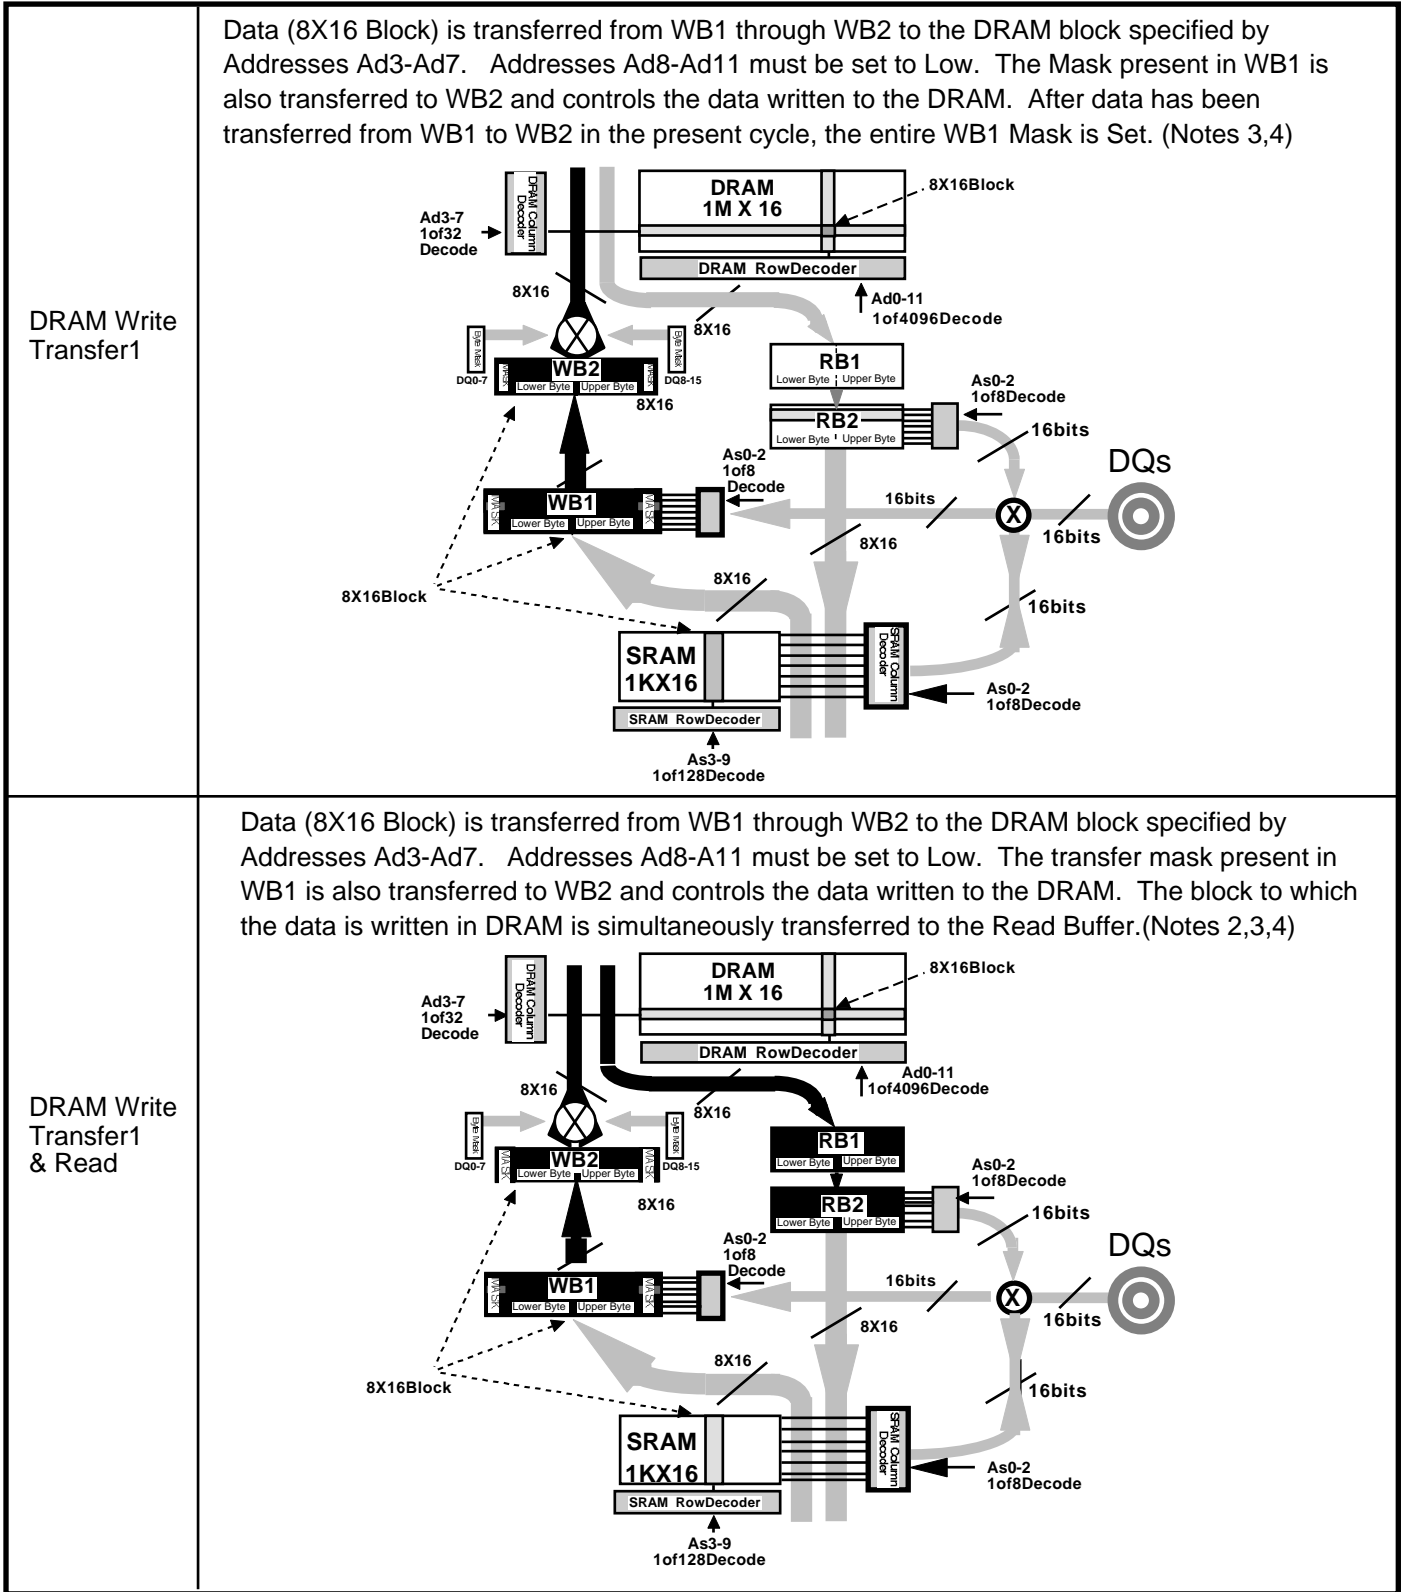 DRAM Write
Transfer1
Data (8X16 Block) is transferred from WB1 through WB2 to the DRAM block specified by
Addresses Ad3-Ad7. Addresses Ad8-Ad11 must be set to Low. The Mask present in WB1 is
also transferred to WB2 and controls the data written to the DRAM. After data has been
transferred from WB1 to WB2 in the present cycle, the entire WB1 Mask is Set. (Notes 3,4)
Ad3-7
1of32
Decode
DRAM Column
Decoder
DRAM
1M X 16
8X16Block
DRAM RowDecoder
Ad0-11
1of4096Decode
8X16
8X16
Byte Mask
DQ0-7
Byte Mask
DQ8-15
MASK
WB2
Lower Byte
Upper Byte
MASK
8X16
RB1
Lower Byte
Upper Byte
RB2
Lower Byte
Upper Byte
As0-2
1of8Decode
16bits
DQs
As0-2
1of8
Decode
MASK
WB1
Lower Byte
Upper Byte
MASK
16bits
X
16bits
8X16
8X16
8X16Block
16bits
SRAM
1KX16
SRAM Column
Decoder
As0-2
1of8Decode
SRAM RowDecoder
As3-9
1of128Decode
DRAM Write
Transfer1
& Read
Data (8X16 Block) is transferred from WB1 through WB2 to the DRAM block specified by
Addresses Ad3-Ad7. Addresses Ad8-A11 must be set to Low. The transfer mask present in
WB1 is also transferred to WB2 and controls the data written to the DRAM. The block to which
the data is written in DRAM is simultaneously transferred to the Read Buffer.(Notes 2,3,4)
Ad3-7
1of32
Decode
DRAM Column
Decoder
DRAM
1M X 16
8X16Block
DRAM RowDecoder
Ad0-11
1of4096Decode
8X16
8X16
Byte Mask
DQ0-7
Byte Mask
DQ8-15
MASK
WB2
Lower Byte
Upper Byte
MASK
8X16
RB1
Lower Byte
Upper Byte
RB2
Lower Byte
Upper Byte
As0-2
1of8Decode
16bits
DQs
As0-2
1of8
Decode
MASK
WB1
Lower Byte
Upper Byte
MASK
16bits
X
16bits
8X16
8X16
8X16Block
16bits
SRAM
1KX16
SRAM Column
Decoder
As0-2
1of8Decode
SRAM RowDecoder
As3-9
1of128Decode